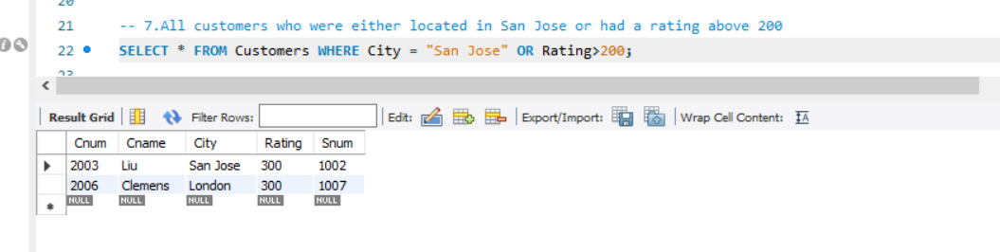 20
21 -- 7.All customers who were either located in San Jose or had a rating above 200
22 SELECT * FROM Customers WHERE City = "San Jose" OR Rating>200;
23
Result Grid Filter Rows: Edit: Export/Import: Wrap Cell Content: IA
Cnum Cname City Rating Snum
2003 Liu San Jose 300 1002
2006 Clemens London 300 1007
NULL NULL NULL NULL NULL